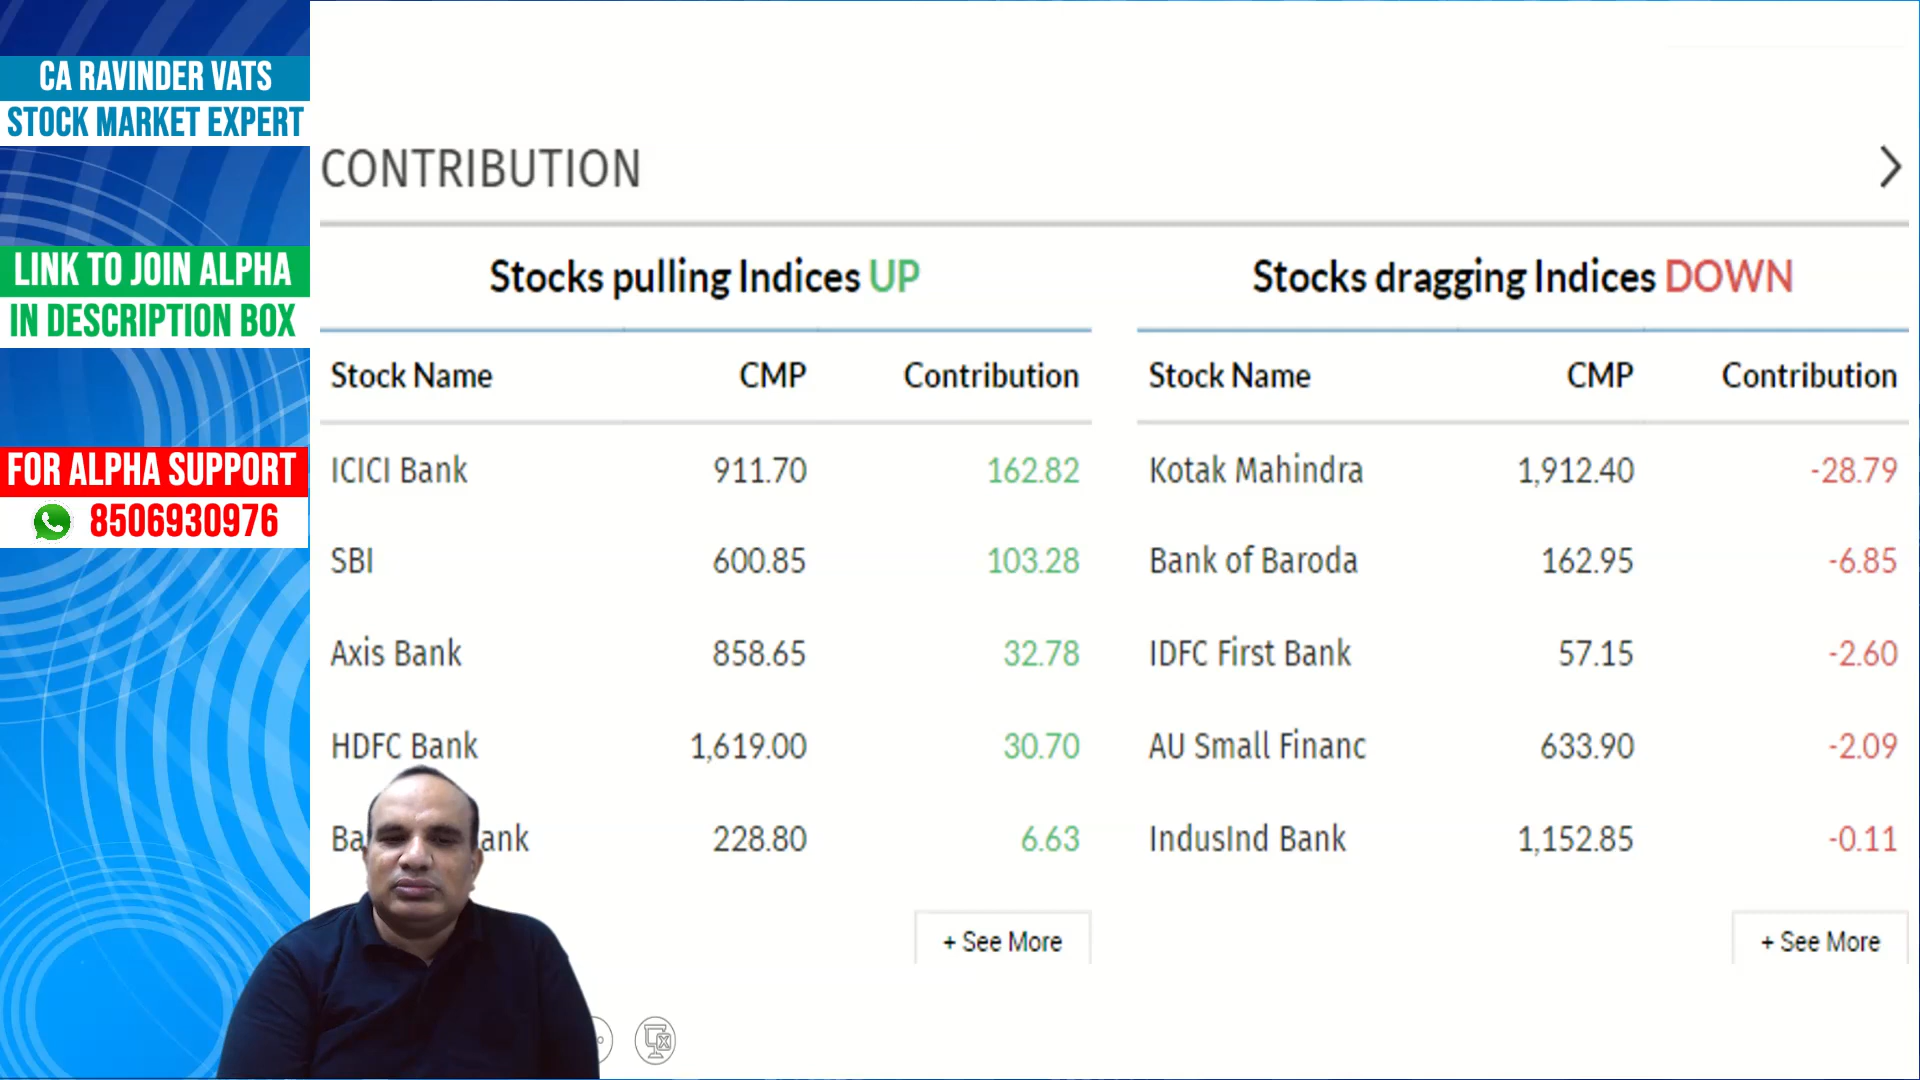 CA RAVINDER VATS
STOCK MARKET EXPERT
LINK TO JOIN ALPHA
IN DESCRIPTION BOX
FOR ALPHA SUPPORT
8506930976
CONTRIBUTION
Stocks pulling Indices UP
Stock Name CMP Contribution
ICICI Bank 911.70 162.82
SBI 600.85 103.28
Axis Bank 858.65 32.78
HDFC Bank 1,619.00 30.70
228.80 6.63
+ See More
Stocks dragging Indices DOWN
Stock Name CMP Contribution
Kotak Mahindra 1,912.40 -28.79
Bank of Baroda 162.95 -6.85
IDFC First Bank 57.15 -2.60
AU Small Financ 633.90 -2.09
IndusInd Bank 1,152.85 -0.11
+ See More